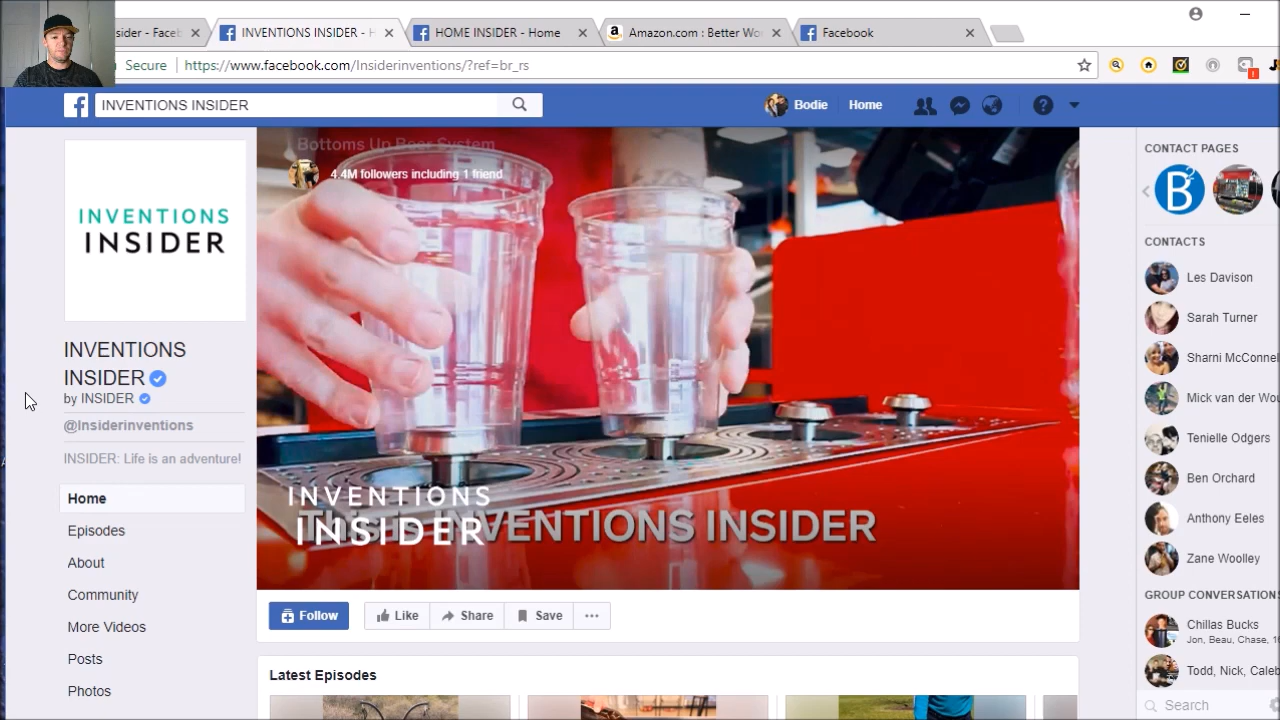 sider - Faceb
INVENTIONS INSIDER - H
HOME INSIDER - Home
Amazon.com : Better Wo
Facebook
Secure
https://www.facebook.com/Insiderinventions/?ref=br_rs
INVENTIONS INSIDER
Bodie
Home
Bottoms Up Beer System
4.4M followers including 1 friend
INVENTIONS
INSIDER
INVENTIONS
INSIDER
by INSIDER
@Insiderinventions
INSIDER: Life is an adventure!
Home
Episodes
About
Community
More Videos
Posts
Photos
INVENTIONS
INSIDER
INVENTIONS INSIDER
Follow
Like
Share
Save
Latest Episodes
CONTACT PAGES
CONTACTS
Les Davison
Sarah Turner
Sharni McConne
Mick van der Wou
Tenielle Odgers
Ben Orchard
Anthony Eeles
Zane Woolley
GROUP CONVERSATIONS
Chillas Bucks
Jon, Beau, Chase, 16
Todd, Nick, Caleb
Search